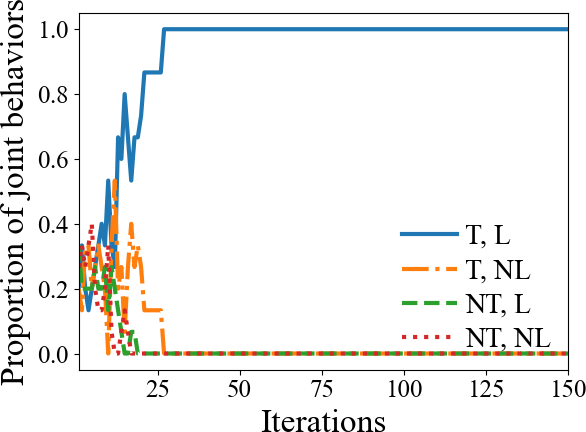 Proportion of joint behaviors
1.0
0.8
0.6
0.4
0.2
0.0
T, L
T, NL
NT, L
NT, NL
25 50 75 100 125 150
Iterations